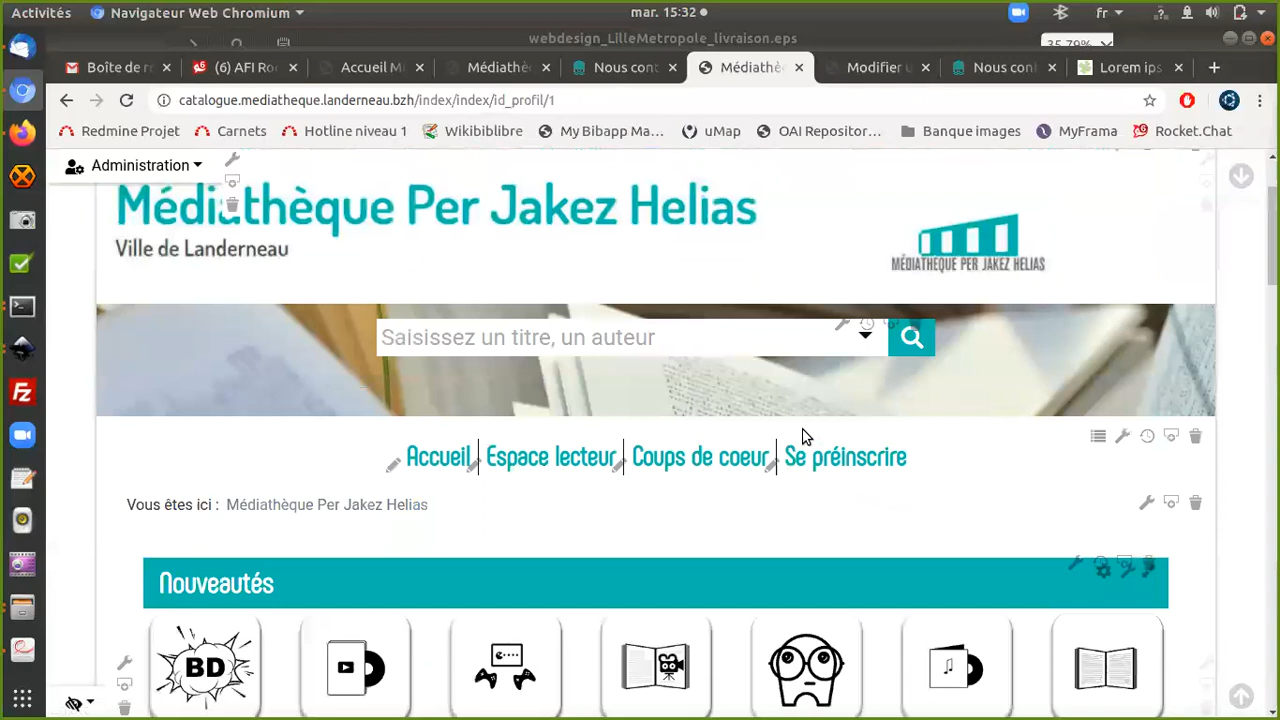 Activités Navigateur Web Chromium mar. 15:32 fr
webdesign_LilleMetropole_livraison.eps 35,79%
Boîte de r (6) AFI Ro Accueil M Médiathè Nous cont Médiathè Modifier u Nous cont Lorem ips
catalogue.mediatheque.landerneau.bzh/index/index/id_profil/1
Redmine Projet Carnets Hotline niveau 1 Wikibiblibre My Bibapp Ma... uMap OAI Repositor... Banque images MyFrama Rocket.Chat
Administration
Médiathèque Per Jakez Helias
Ville de Landerneau
MÉDIATHÈQUE PER JAKEZ HELIAS
Saisissez un titre, un auteur
Accueil Espace lecteur Coups de coeur Se préinscrire
Vous êtes ici : Médiathèque Per Jakez Helias
Nouveautés
BD